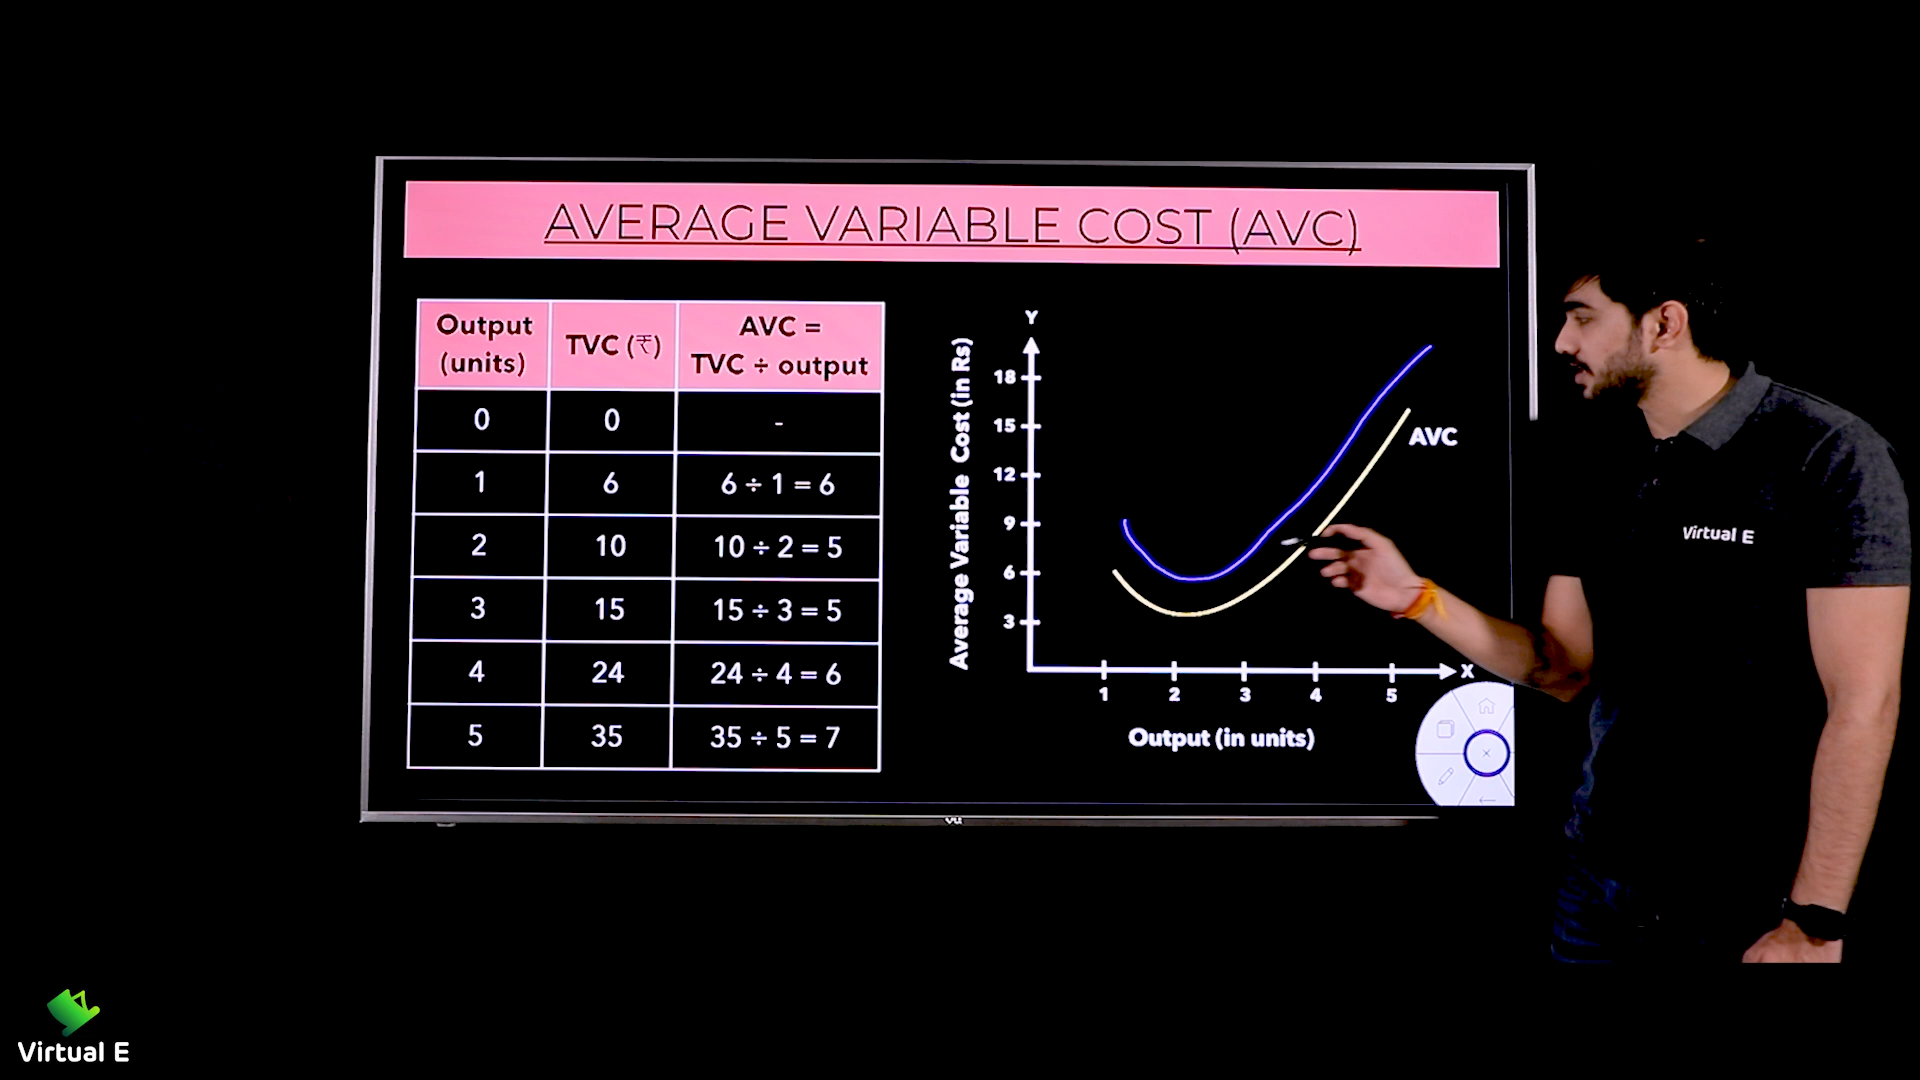 AVERAGE VARIABLE COST (AVC)
Output
(units)
TVC (₹)
AVC =
TVC ÷ output
0
0
-
1
6
6 ÷ 1 = 6
2
10
10 ÷ 2 = 5
3
15
15 ÷ 3 = 5
4
24
24 ÷ 4 = 6
5
35
35 ÷ 5 = 7
Average Variable Cost (in Rs)
Y
18
15
12
9
6
3
AVC
X
1
2
3
4
5
Output (in units)
vu
Virtual E
Virtual E